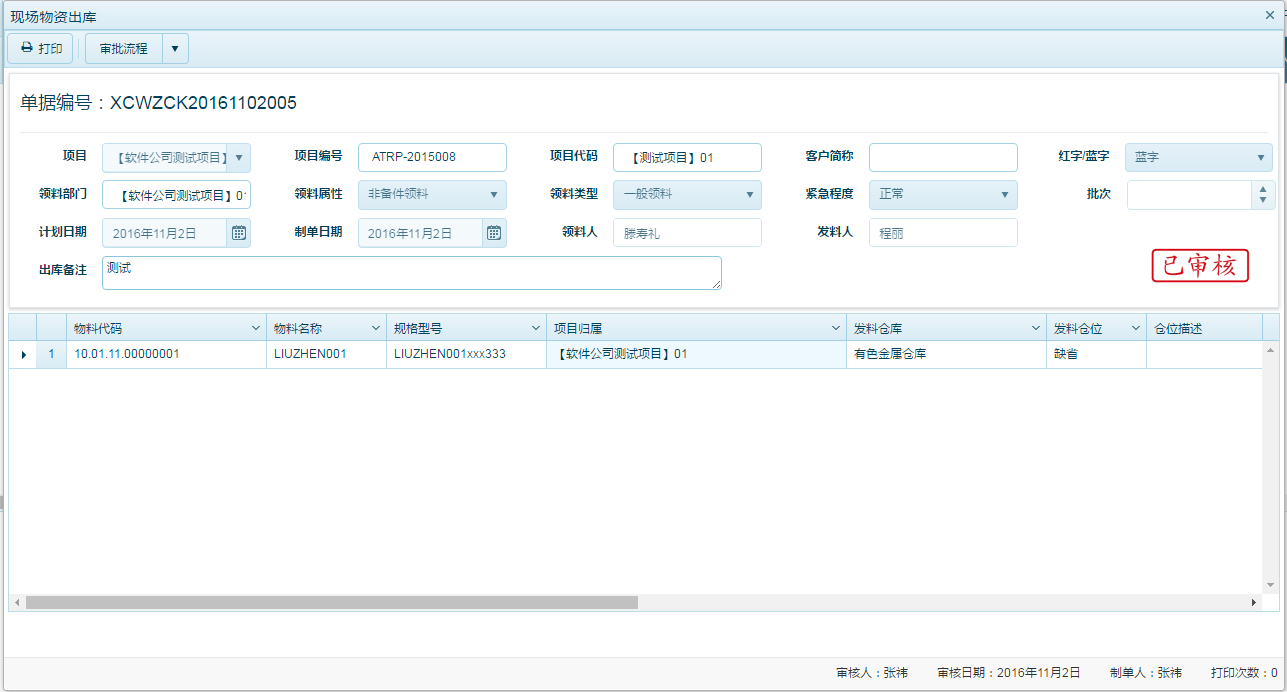 现场物资出库
打印 审批流程
单据编号：XCWZCK20161102005
项目 【软件公司测试项目】 项目编号 ATRP-2015008 项目代码 【测试项目】01 客户简称 红字/蓝字 蓝字
领料部门 【软件公司测试项目】01 领料属性 非备件领料 领料类型 一般领料 紧急程度 正常 批次
计划日期 2016年11月2日 制单日期 2016年11月2日 领料人 滕寿礼 发料人 程丽
出库备注 测试
已审核
物料代码 物料名称 规格型号 项目归属 发料仓库 发料仓位 仓位描述
1 10.01.11.00000001 LIUZHEN001 LIUZHEN001xxx333 【软件公司测试项目】01 有色金属仓库 缺省
审核人：张祎 审核日期：2016年11月2日 制单人：张祎 打印次数：0